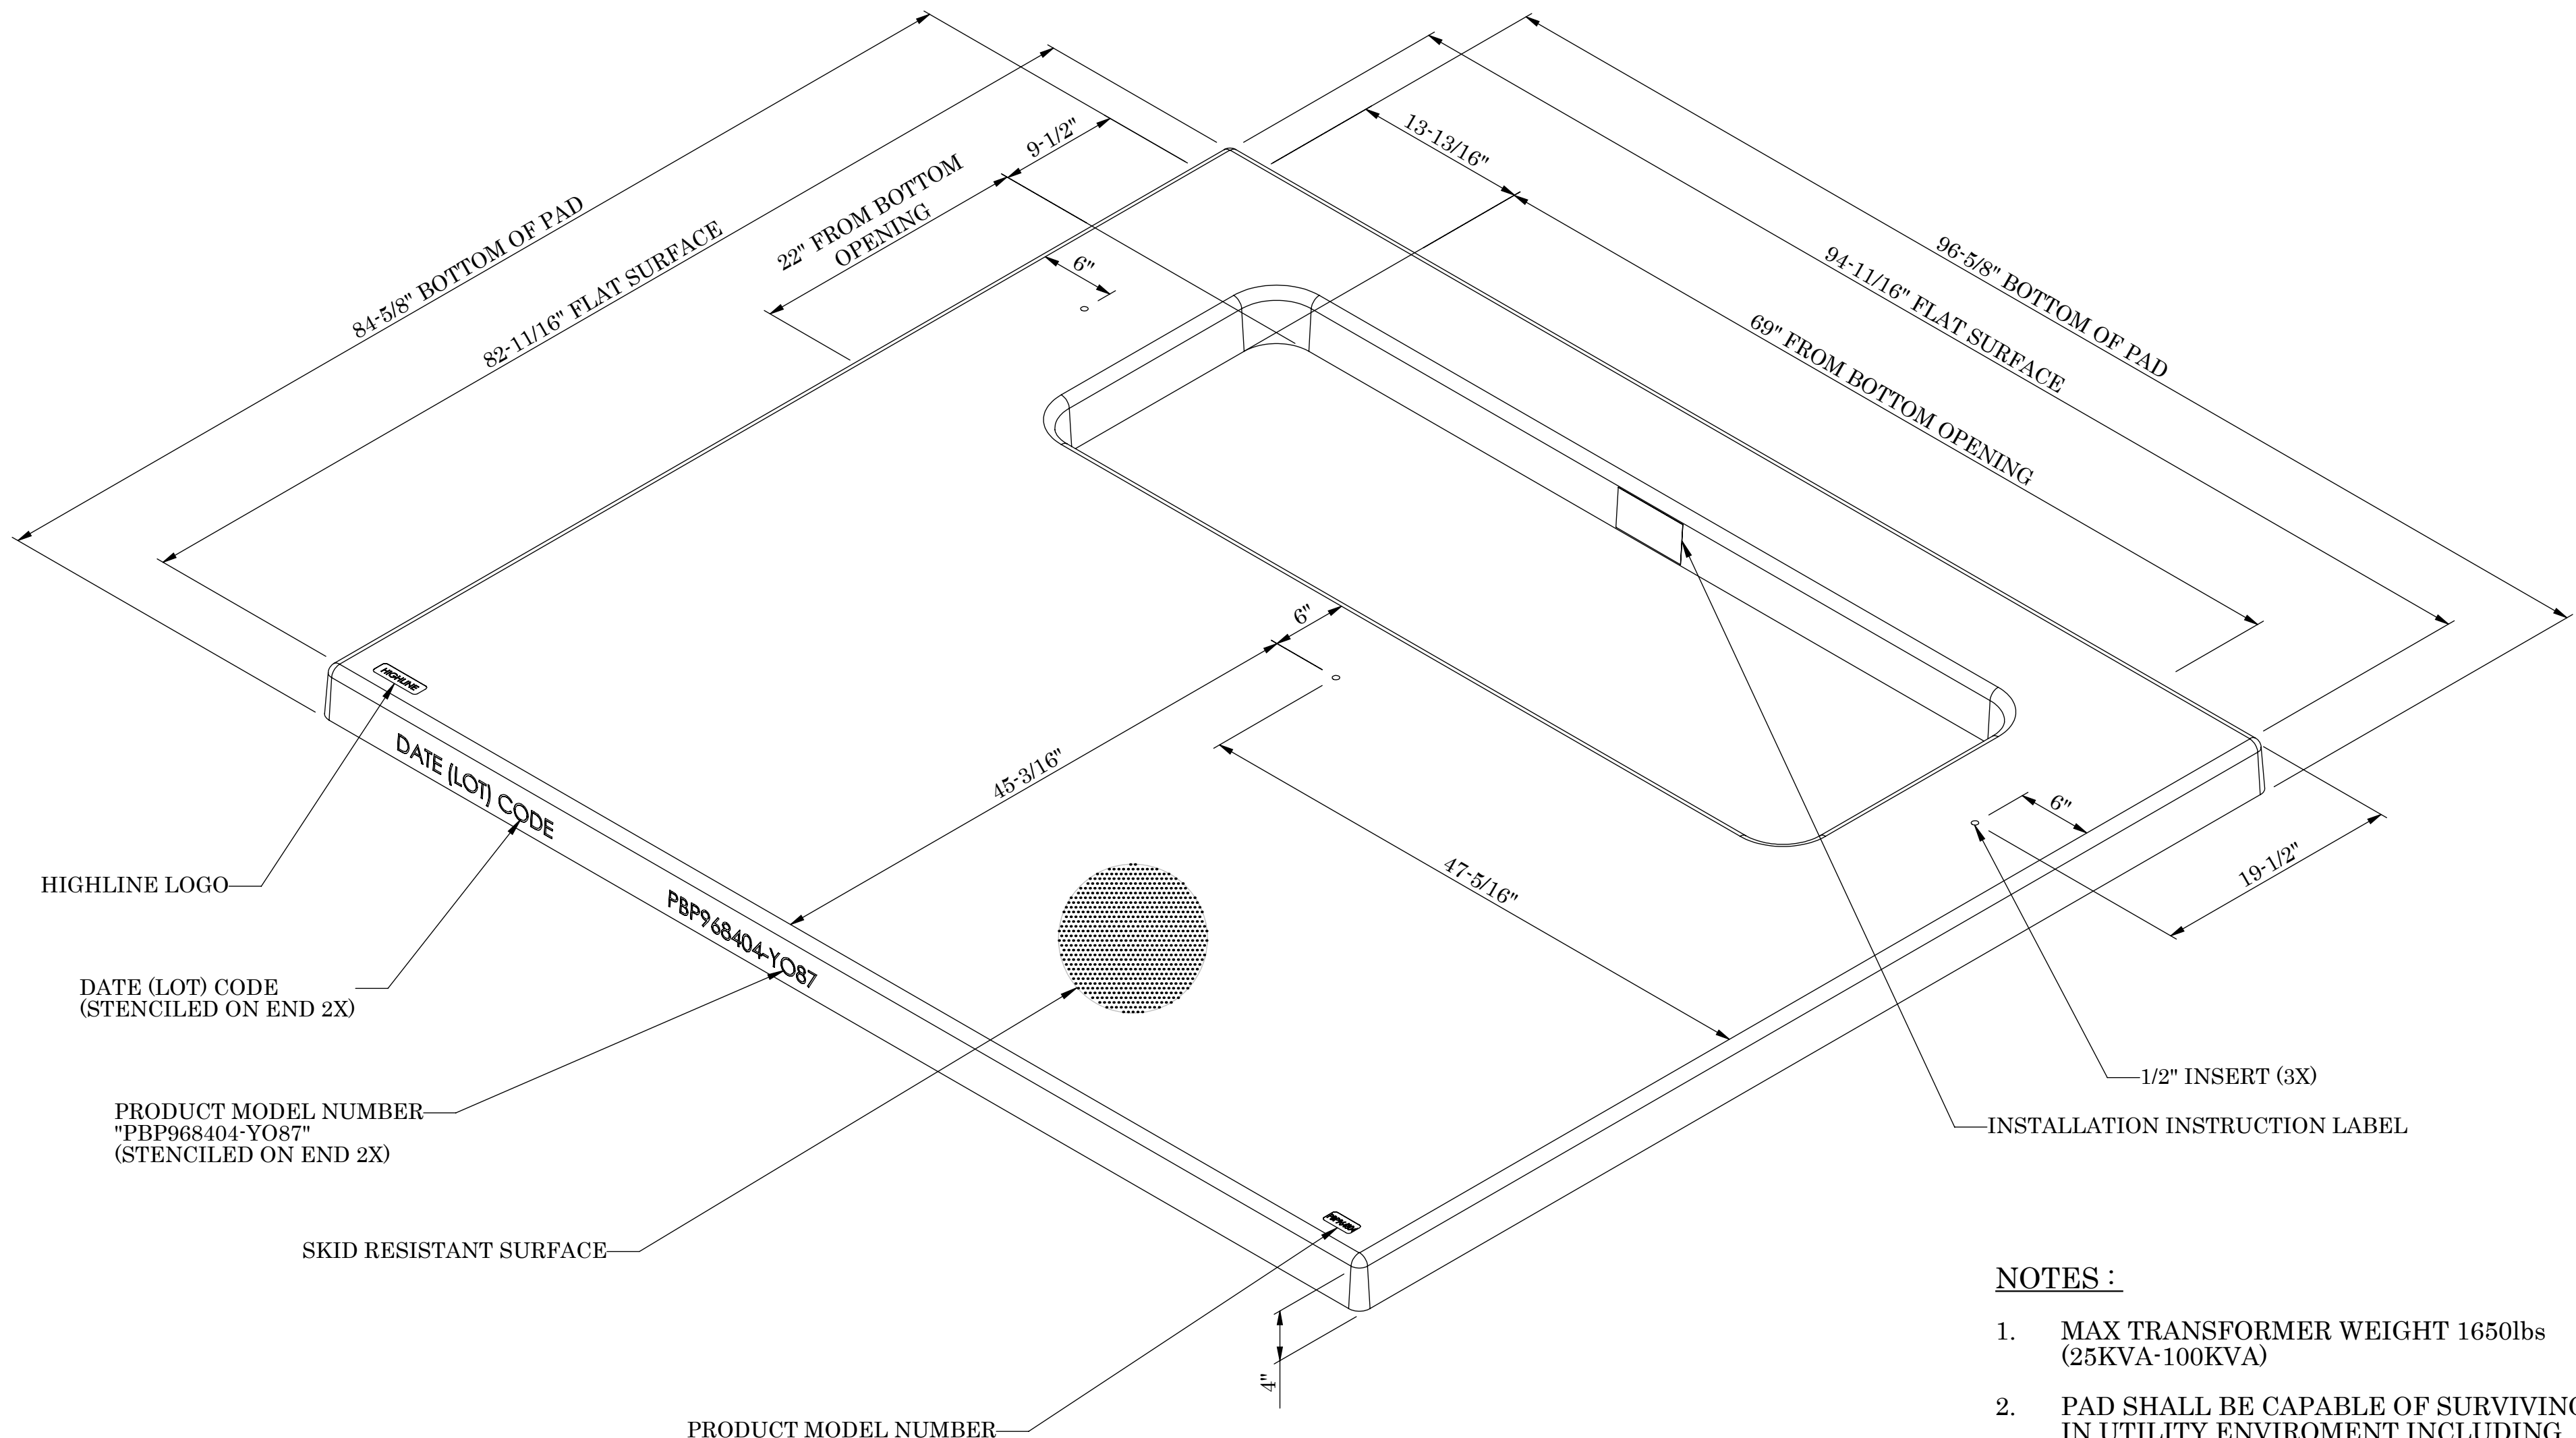 84-5/8" BOTTOM OF PAD
82-11/16" FLAT SURFACE
22" FROM BOTTOM
OPENING
9-1/2"
6"
13-13/16"
96-5/8" BOTTOM OF PAD
94-11/16" FLAT SURFACE
69" FROM BOTTOM OPENING
6"
45-3/16"
47-5/16"
6"
19-1/2"
HIGHLINE
DATE (LOT) CODE
PBP968404-YO87
HIGHLINE LOGO
DATE (LOT) CODE
(STENCILED ON END 2X)
PRODUCT MODEL NUMBER
"PBP968404-YO87"
(STENCILED ON END 2X)
SKID RESISTANT SURFACE
1/2" INSERT (3X)
INSTALLATION INSTRUCTION LABEL
4"
PRODUCT MODEL NUMBER
NOTES :
1. MAX TRANSFORMER WEIGHT 1650lbs
(25KVA-100KVA)
2. PAD SHALL BE CAPABLE OF SURVIVING
IN UTILITY ENVIROMENT INCLUDING